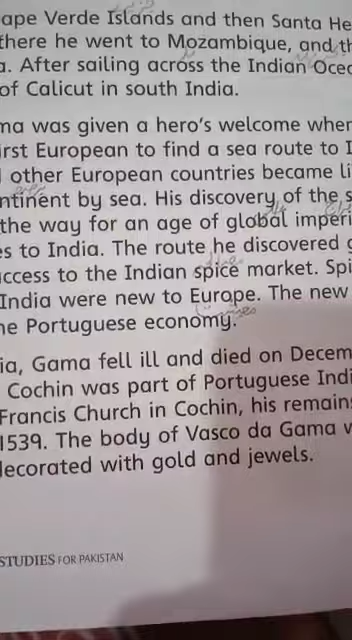 ape Verde Islands and then Santa He
there he went to Mozambique, and th
a. After sailing across the Indian Ocea
of Calicut in south India.
ma was given a hero's welcome when
irst European to find a sea route to I
other European countries became li
ntinent by sea. His discovery of the s
the way for an age of global imperi
es to India. The route he discovered g
ccess to the Indian spice market. Spi
India were new to Europe. The new
he Portuguese economy.
ia, Gama fell ill and died on Decem
Cochin was part of Portuguese Indi
Francis Church in Cochin, his remains
1539. The body of Vasco da Gama w
decorated with gold and jewels.
STUDIES FOR PAKISTAN